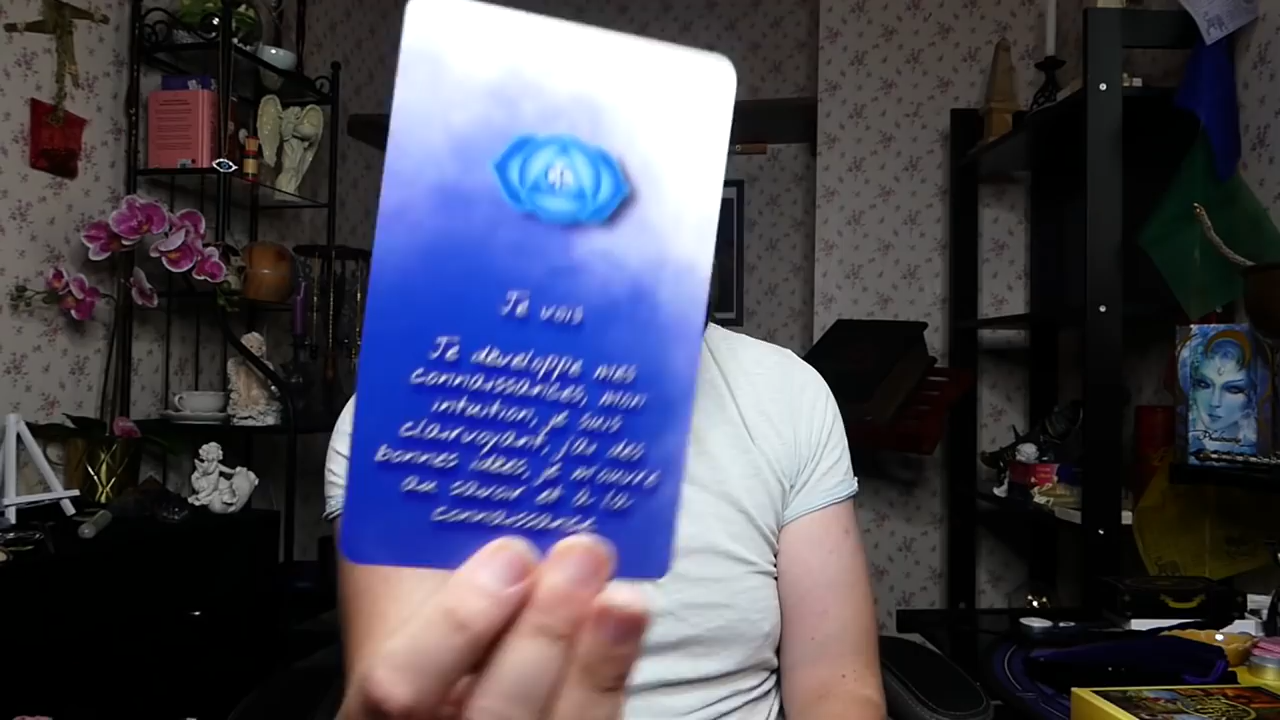 Je vois
Je développe mes
connaissances, mon
intuition, je suis
clairvoyant, j'ai des
bonnes idées, je m'ouvre
au savoir et à la
connaissance